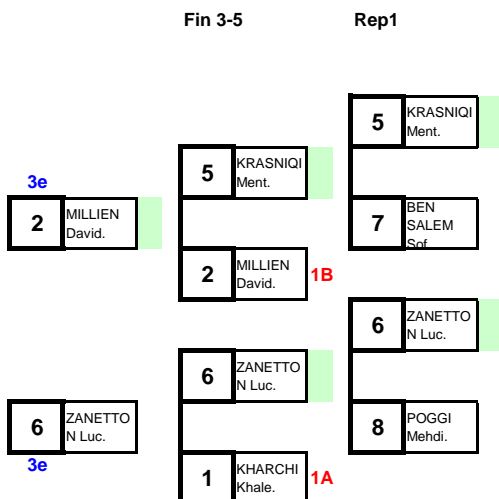 Fin 3-5 Rep1
5 KRASNIQI
Ment.
5 KRASNIQI
Ment.
3e
2 MILLIEN
David.
7 BEN
SALEM
Sof.
2 MILLIEN
David.
1B
6 ZANETTO
N Luc.
6 ZANETTO
N Luc.
6 ZANETTO
N Luc.
3e
8 POGGI
Mehdi.
1 KHARCHI
Khale.
1A